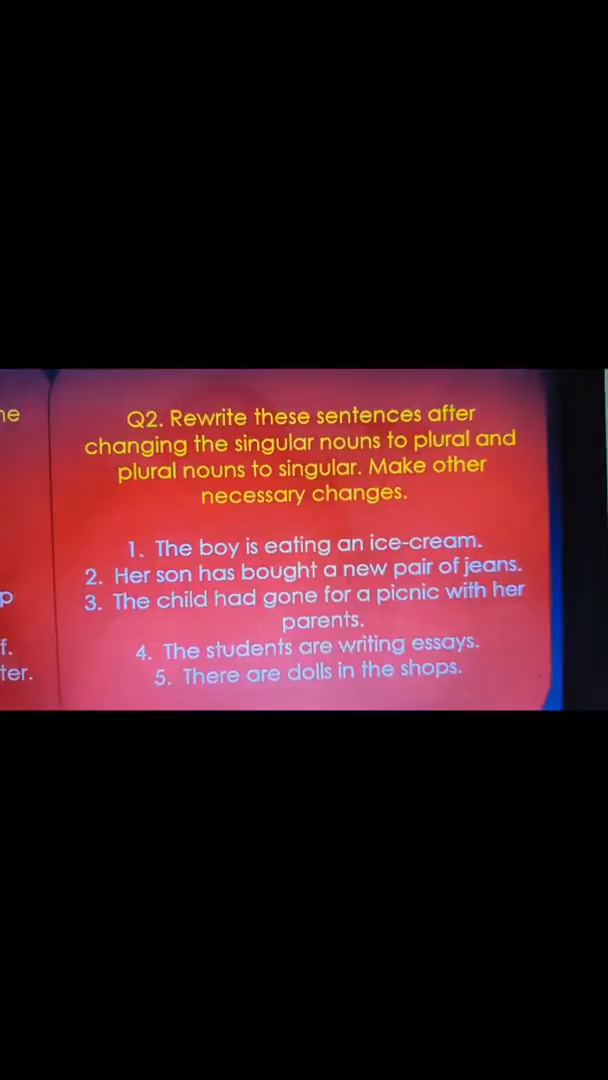 Q2. Rewrite these sentences after
changing the singular nouns to plural and
plural nouns to singular. Make other
necessary changes.
1. The boy is eating an ice-cream.
2. Her son has bought a new pair of jeans.
3. The child had gone for a picnic with her
parents.
4. The students are writing essays.
5. There are dolls in the shops.